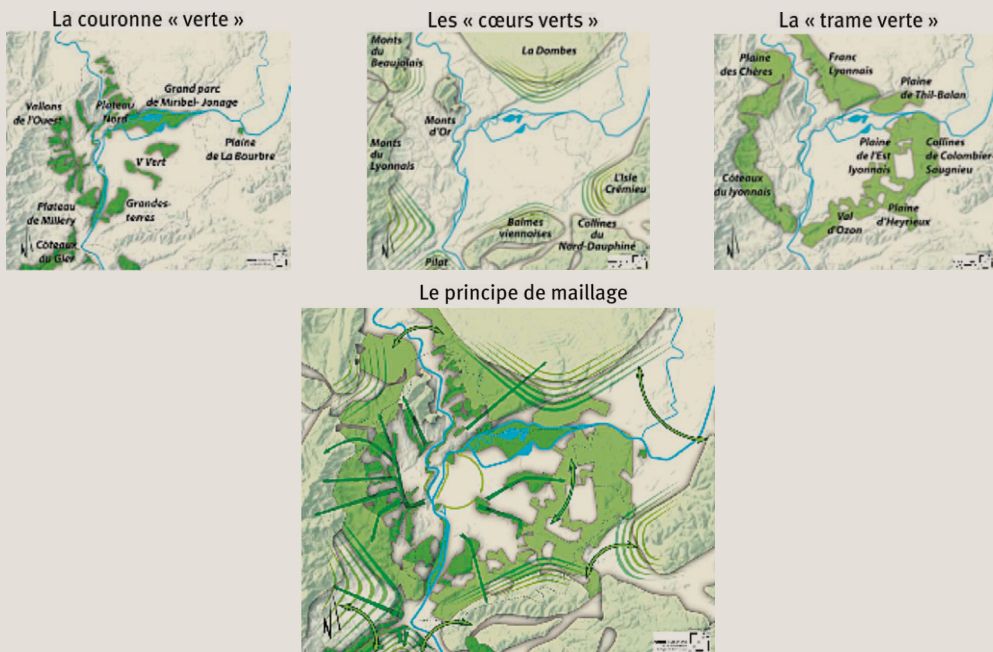 La couronne « verte »
Vallons
de l'Ouest
Plateau
Nord
Grand parc
de Miribel-Jonage
Plaine
de La Bourbre
V Vert
Grandes-
terres
Plateau
de Millery
Côteaux
du Gier
N
Les « cœurs verts »
Monts
du
Beaujolais
La Dombes
Monts
d'Or
Monts
du
Lyonnais
L'Isle
Crémieu
Balmes
viennoises
Collines
du
Nord-Dauphiné
Pilat
N
La « trame verte »
Plaine
des Chères
Franc
Lyonnais
Plaine
de Thil-Balan
Plaine
de l'Est
lyonnais
Collines
de Colombier-
Saugnieu
Côteaux
du lyonnais
Val
d'Ozon
Plaine
d'Heyrieux
N
Le principe de maillage
N